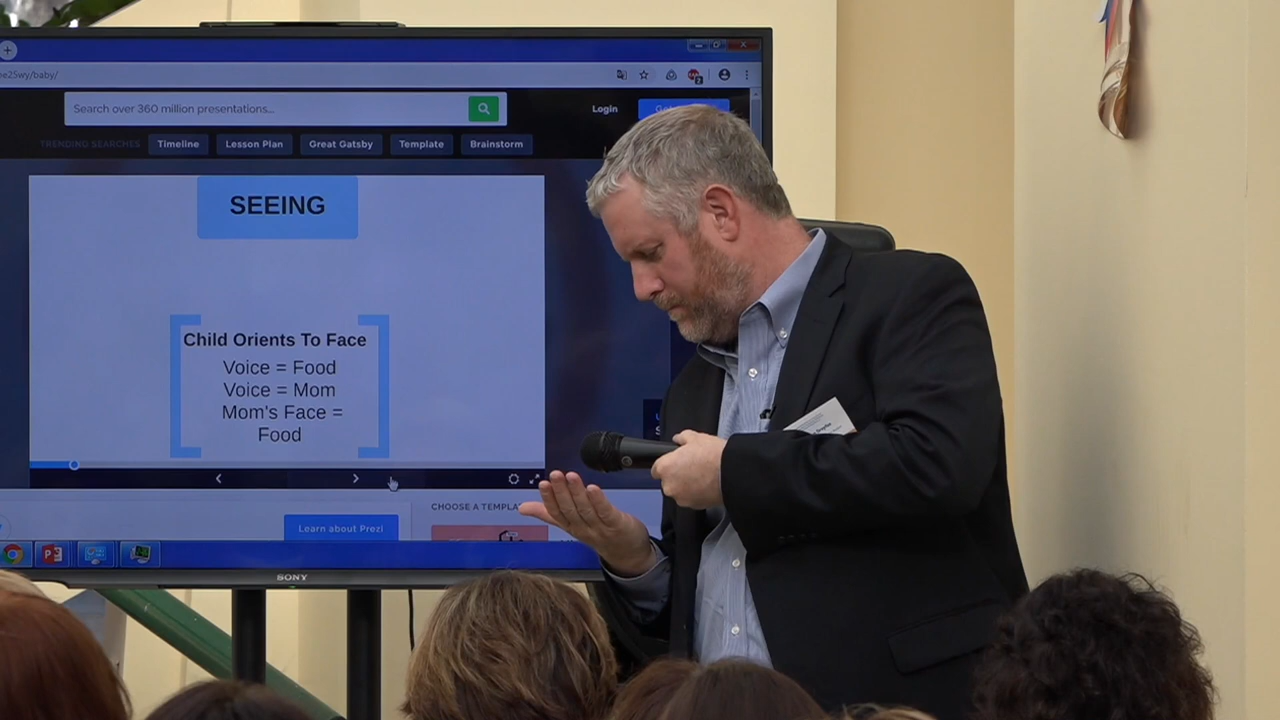 e25wy/baby/
Search over 360 million presentations...
Login
TRENDING SEARCHES
Timeline
Lesson Plan
Great Gatsby
Template
Brainstorm
SEEING
Child Orients To Face
Voice = Food
Voice = Mom
Mom's Face =
Food
CHOOSE A TEMPLA
Learn about Prezi
SONY